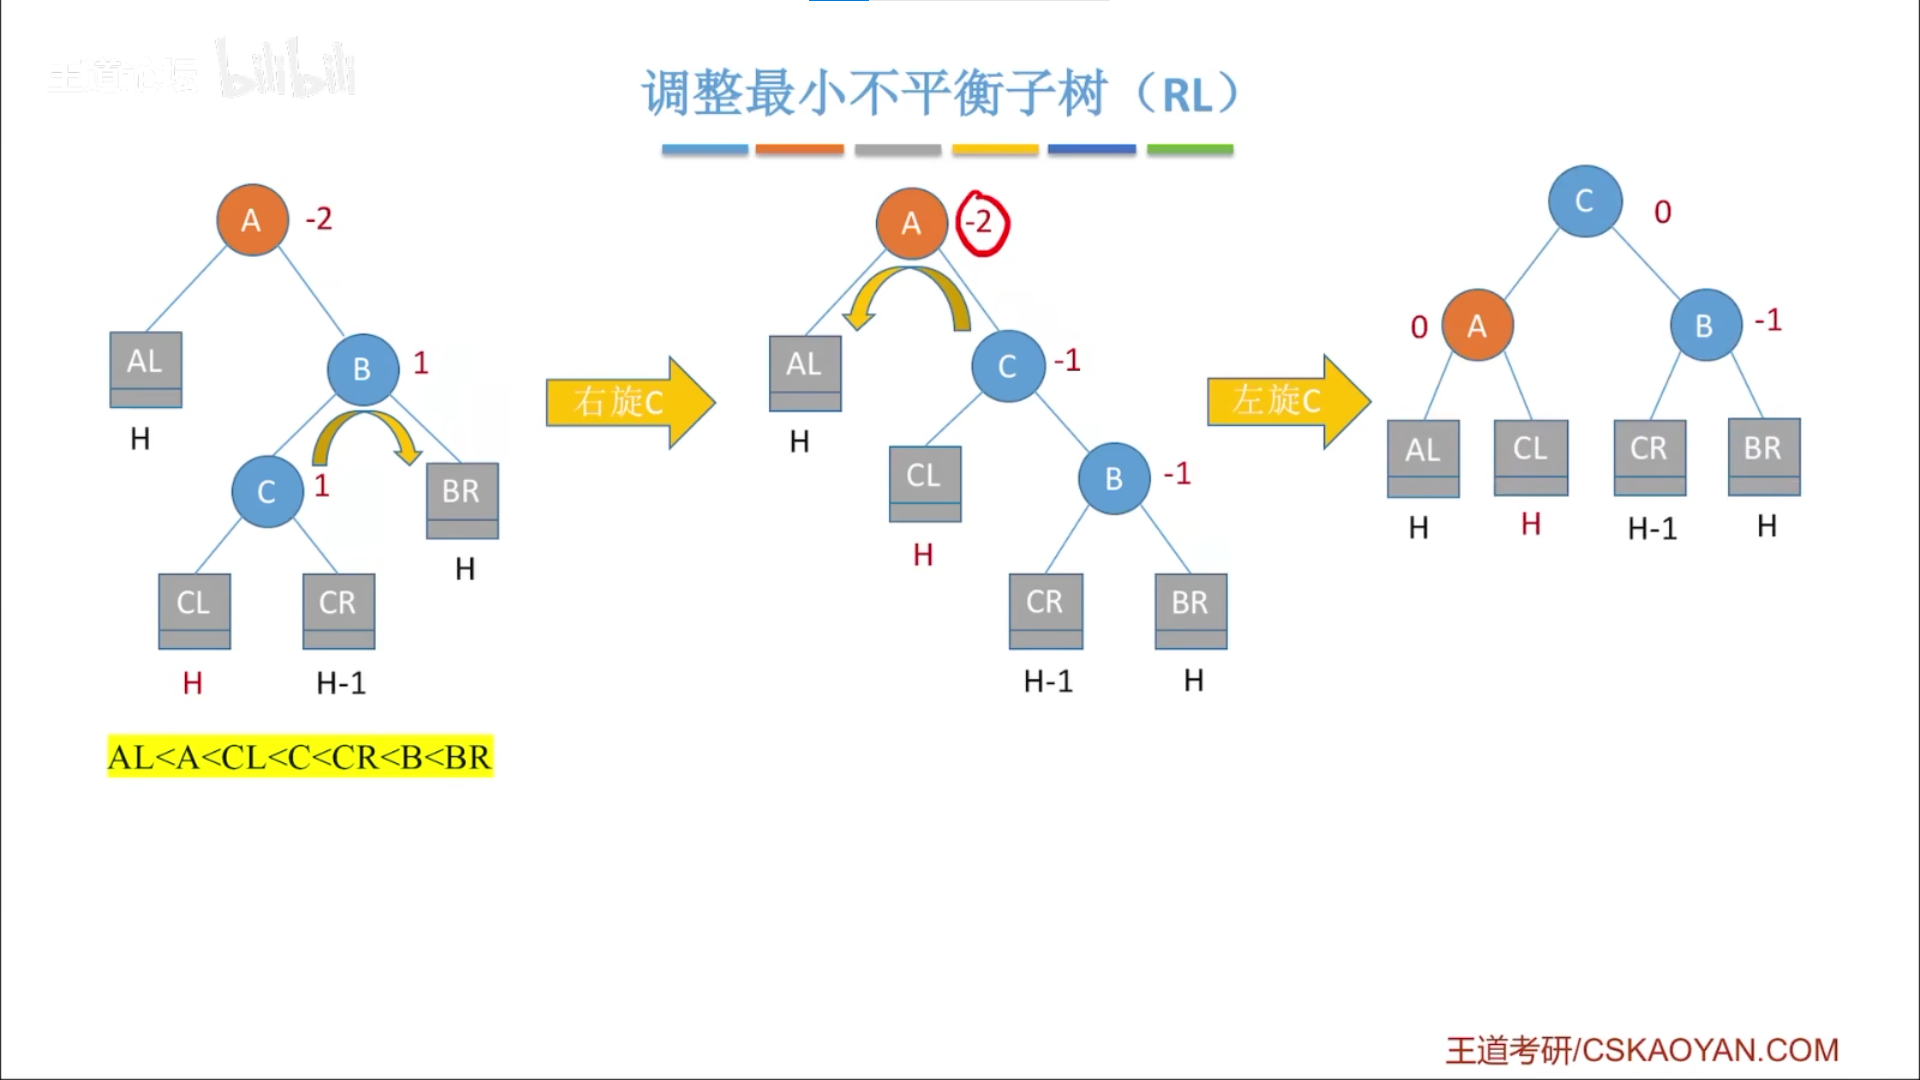 王道论坛 bilibili
调整最小不平衡子树（RL）
A -2
AL
H
B 1
C 1
BR
H
CL CR
H H-1
右旋C
A -2
AL
H
C -1
CL
H
B -1
CR BR
H-1 H
左旋C
C 0
0 A B -1
AL CL CR BR
H H H-1 H
AL<A<CL<C<CR<B<BR
王道考研/CSKAOYAN.COM